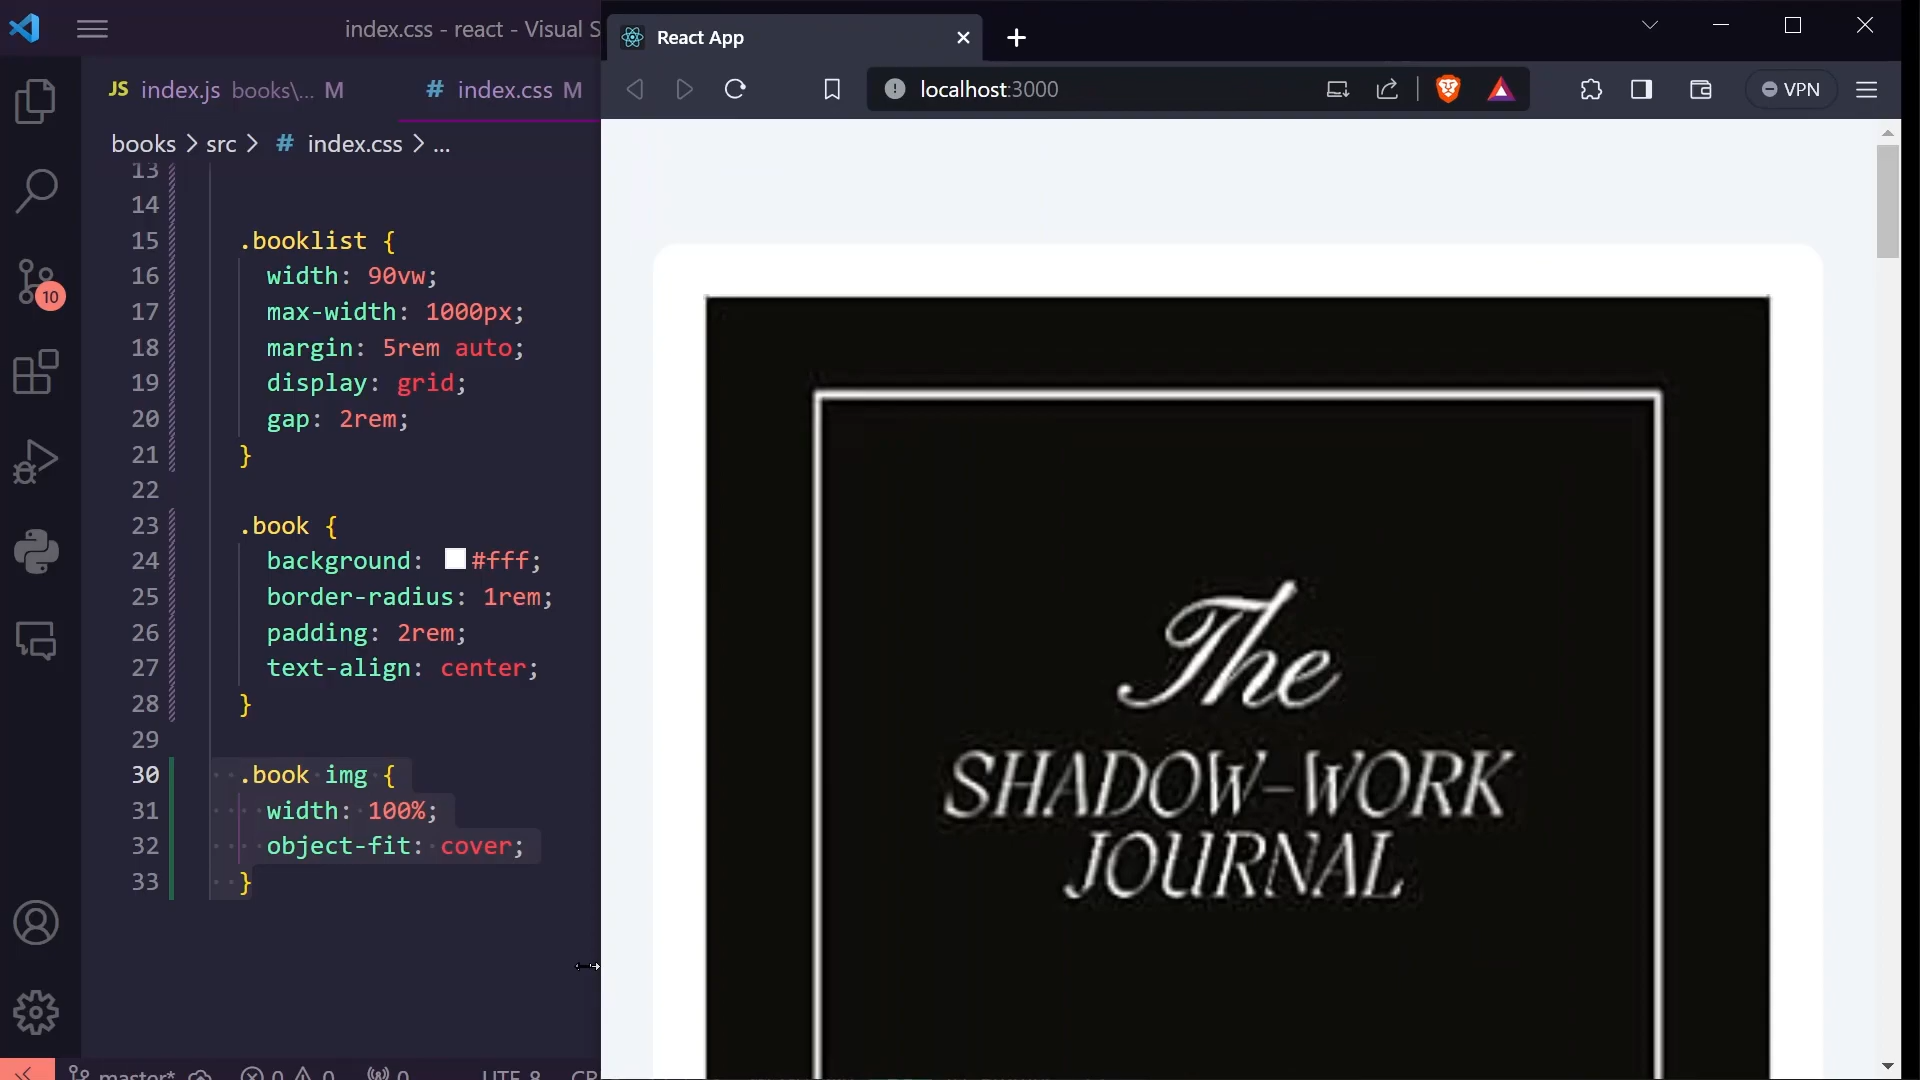 index.css - react - Visual S
JS index.js books\... M
# index.css M
books > src > # index.css > ...
13
14
15 .booklist {
16 width: 90vw;
17 max-width: 1000px;
18 margin: 5rem auto;
19 display: grid;
20 gap: 2rem;
21 }
22
23 .book {
24 background: #fff;
25 border-radius: 1rem;
26 padding: 2rem;
27 text-align: center;
28 }
29
30 .book img {
31 width: 100%;
32 object-fit: cover;
33 }
10
master* 0 0 0 UTF-8 CR
React App
localhost:3000
VPN
The
SHADOW-WORK
JOURNAL